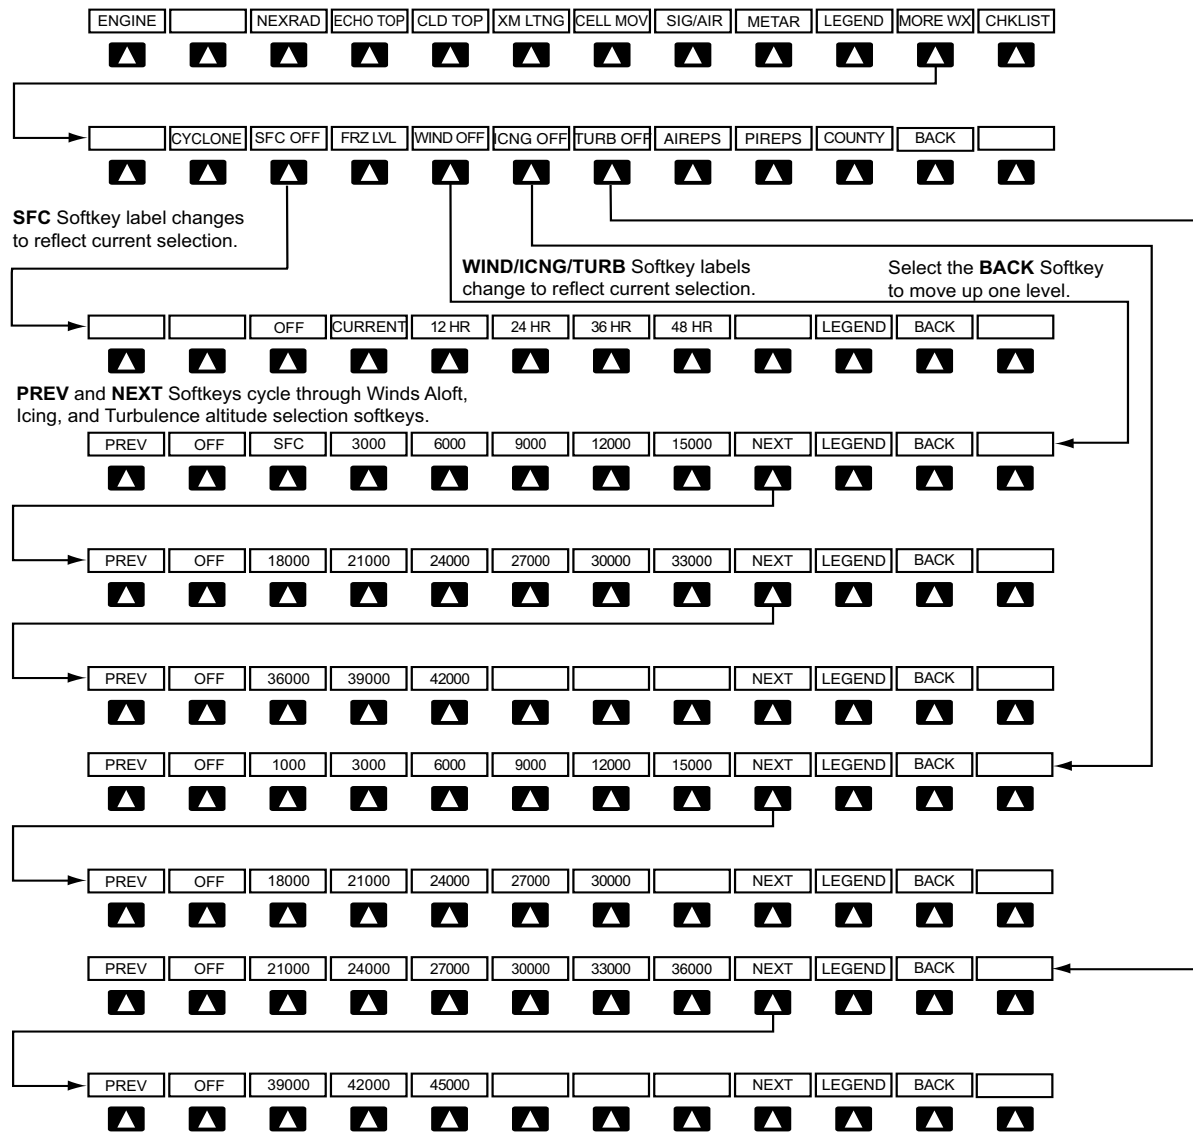 ENGINE NEXRAD ECHO TOP CLD TOP XM LTNG CELL MOV SIG/AIR METAR LEGEND MORE WX CHKLIST
CYCLONE SFC OFF FRZ LVL WIND OFF ICNG OFF TURB OFF AIREPS PIREPS COUNTY BACK
SFC Softkey label changes
to reflect current selection.
WIND/ICNG/TURB Softkey labels
change to reflect current selection.
Select the BACK Softkey
to move up one level.
OFF CURRENT 12 HR 24 HR 36 HR 48 HR LEGEND BACK
PREV and NEXT Softkeys cycle through Winds Aloft,
Icing, and Turbulence altitude selection softkeys.
PREV OFF SFC 3000 6000 9000 12000 15000 NEXT LEGEND BACK
PREV OFF 18000 21000 24000 27000 30000 33000 NEXT LEGEND BACK
PREV OFF 36000 39000 42000 NEXT LEGEND BACK
PREV OFF 1000 3000 6000 9000 12000 15000 NEXT LEGEND BACK
PREV OFF 18000 21000 24000 27000 30000 NEXT LEGEND BACK
PREV OFF 21000 24000 27000 30000 33000 36000 NEXT LEGEND BACK
PREV OFF 39000 42000 45000 NEXT LEGEND BACK